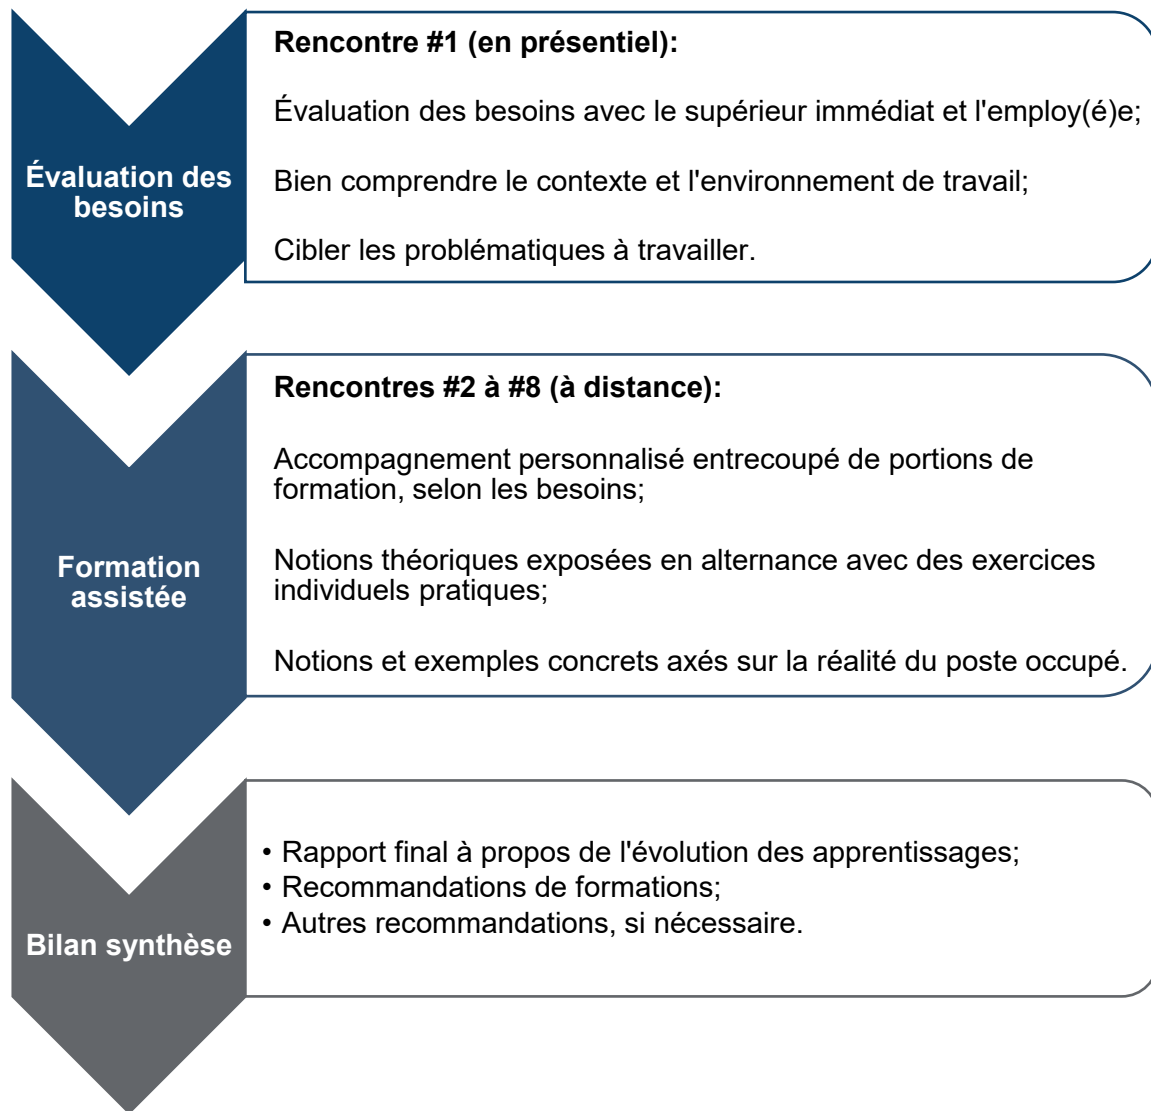 Évaluation des
besoins
Rencontre #1 (en présentiel):
Évaluation des besoins avec le supérieur immédiat et l'employ(é)e;
Bien comprendre le contexte et l'environnement de travail;
Cibler les problématiques à travailler.
Formation
assistée
Rencontres #2 à #8 (à distance):
Accompagnement personnalisé entrecoupé de portions de
formation, selon les besoins;
Notions théoriques exposées en alternance avec des exercices
individuels pratiques;
Notions et exemples concrets axés sur la réalité du poste occupé.
Bilan synthèse
• Rapport final à propos de l'évolution des apprentissages;
• Recommandations de formations;
• Autres recommandations, si nécessaire.